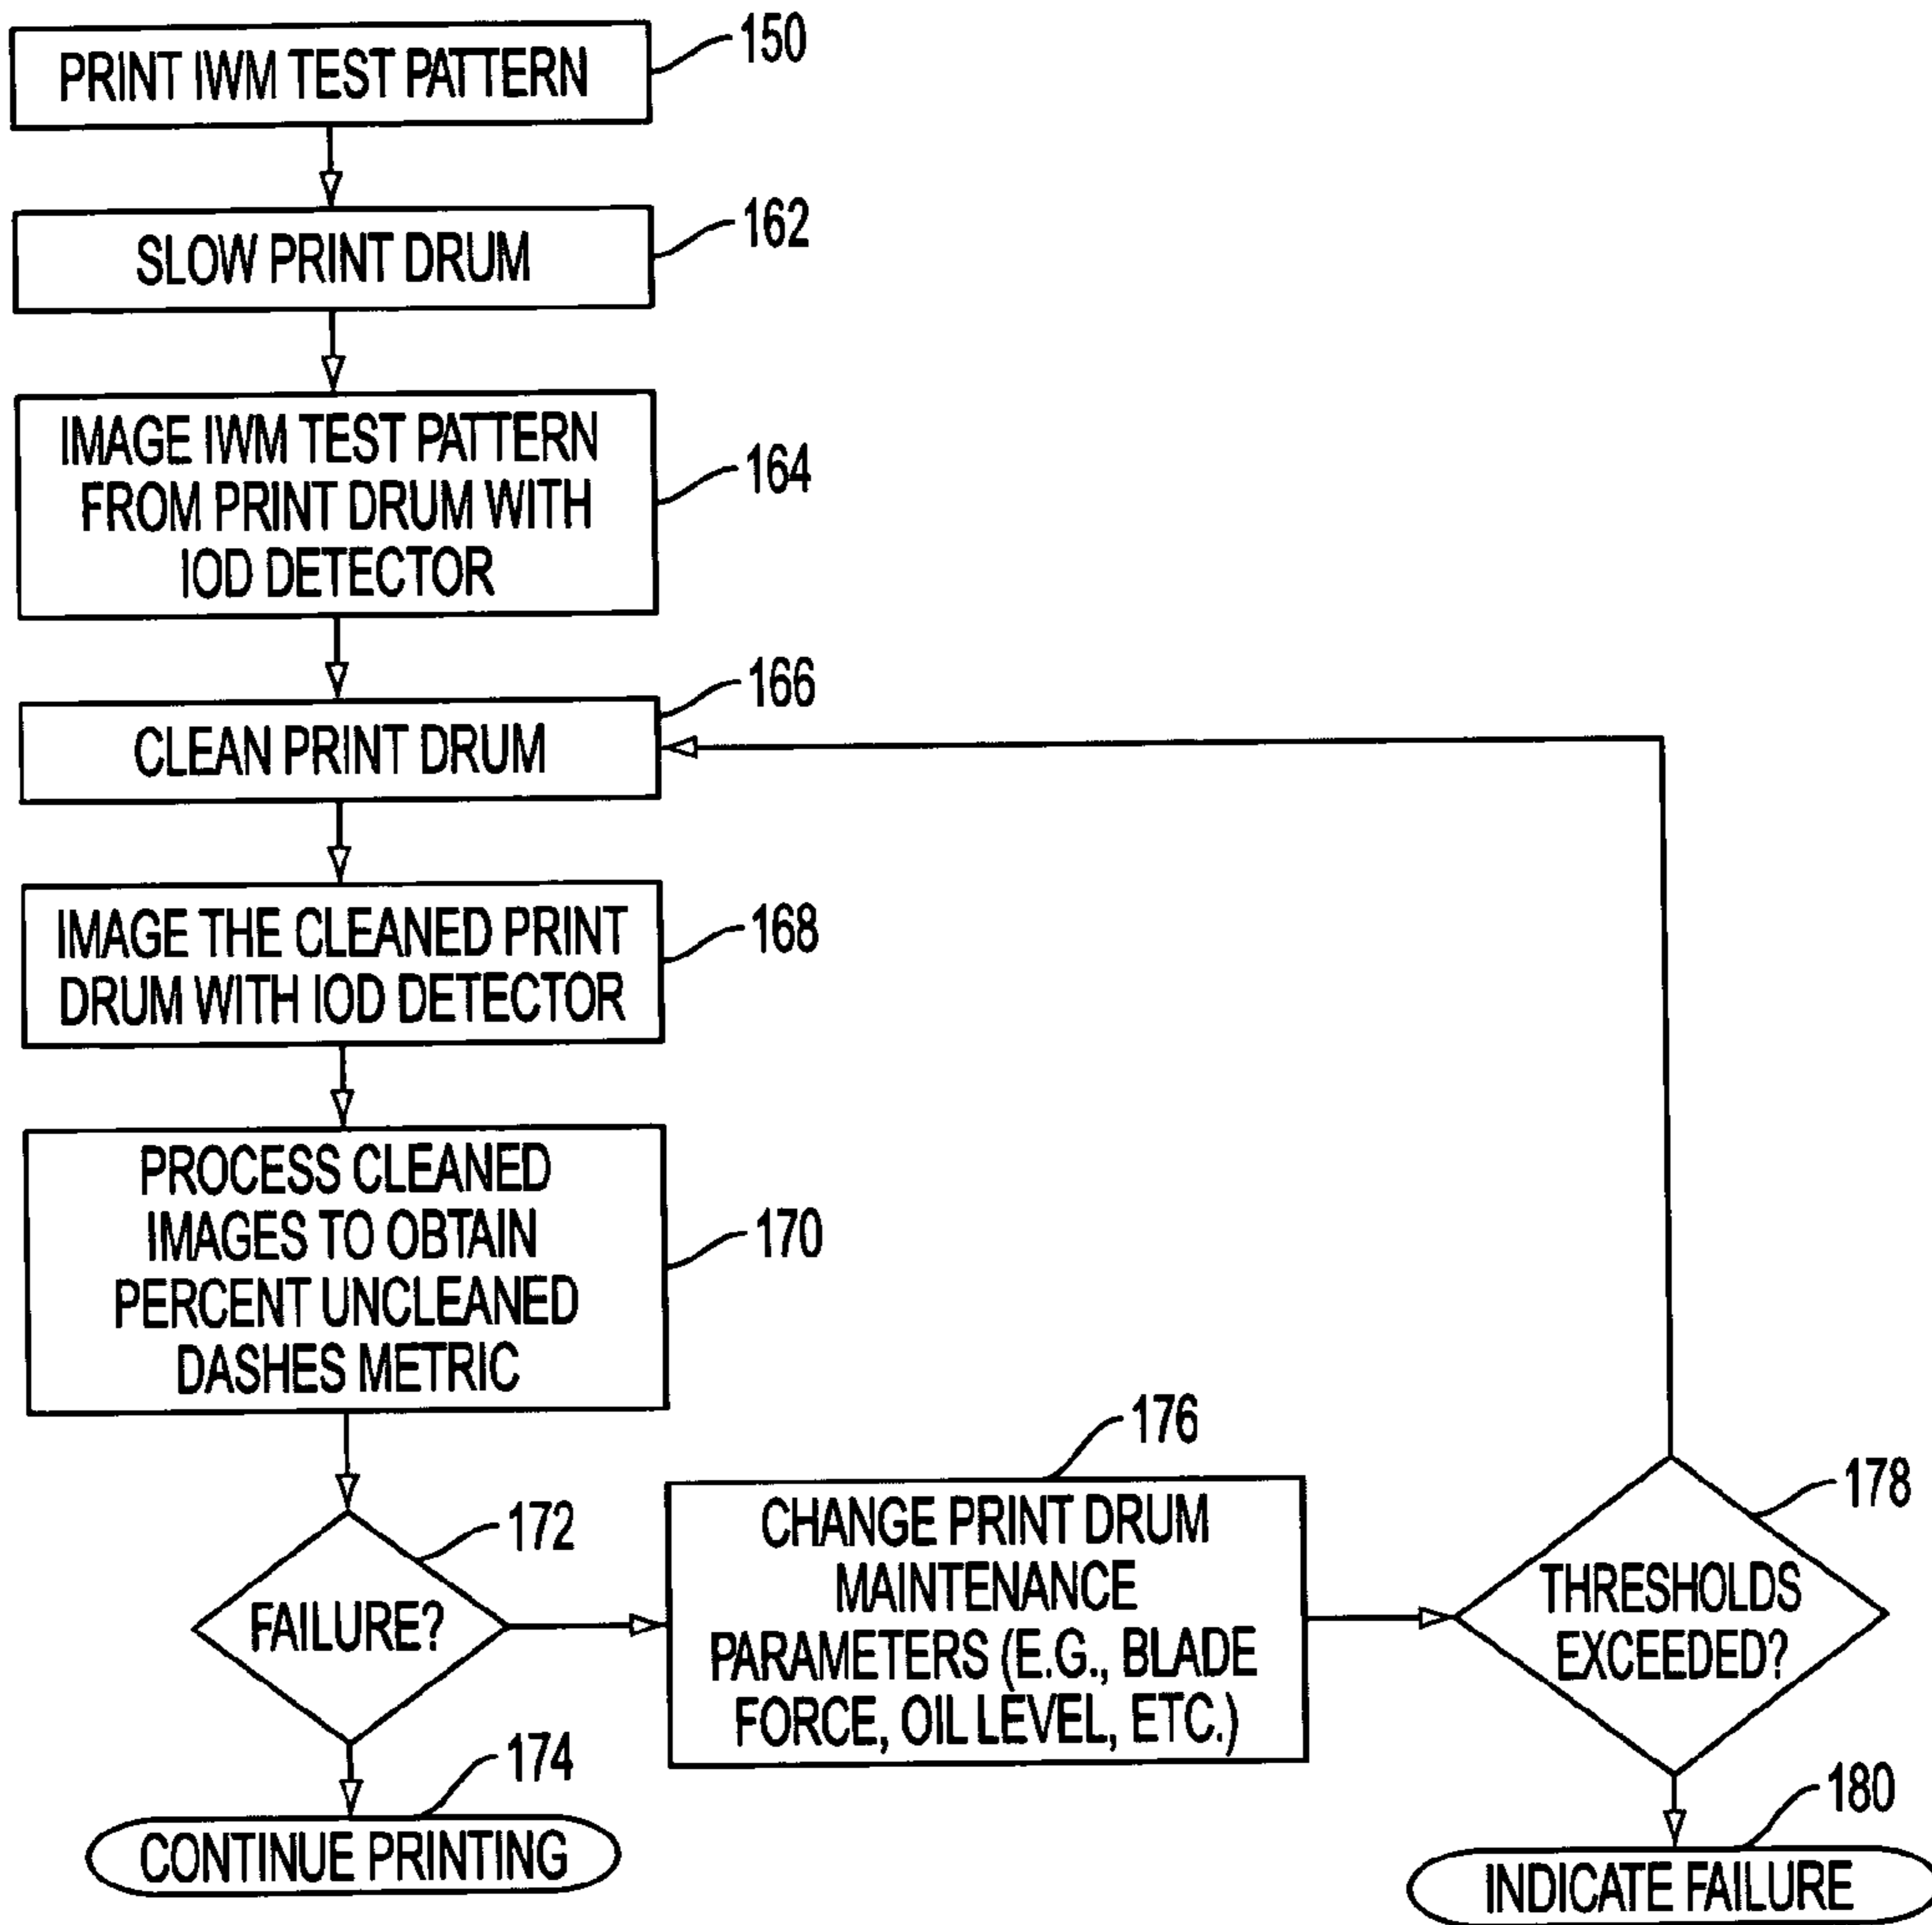 PRINT IWM TEST PATTERN
150
SLOW PRINT DRUM
162
IMAGE IWM TEST PATTERN
FROM PRINT DRUM WITH
IOD DETECTOR
164
CLEAN PRINT DRUM
166
IMAGE THE CLEANED PRINT
DRUM WITH IOD DETECTOR
168
PROCESS CLEANED
IMAGES TO OBTAIN
PERCENT UNCLEANED
DASHES METRIC
170
FAILURE?
172
CONTINUE PRINTING
174
CHANGE PRINT DRUM
MAINTENANCE
PARAMETERS (E.G., BLADE
FORCE, OIL LEVEL, ETC.)
176
THRESHOLDS
EXCEEDED?
178
INDICATE FAILURE
180